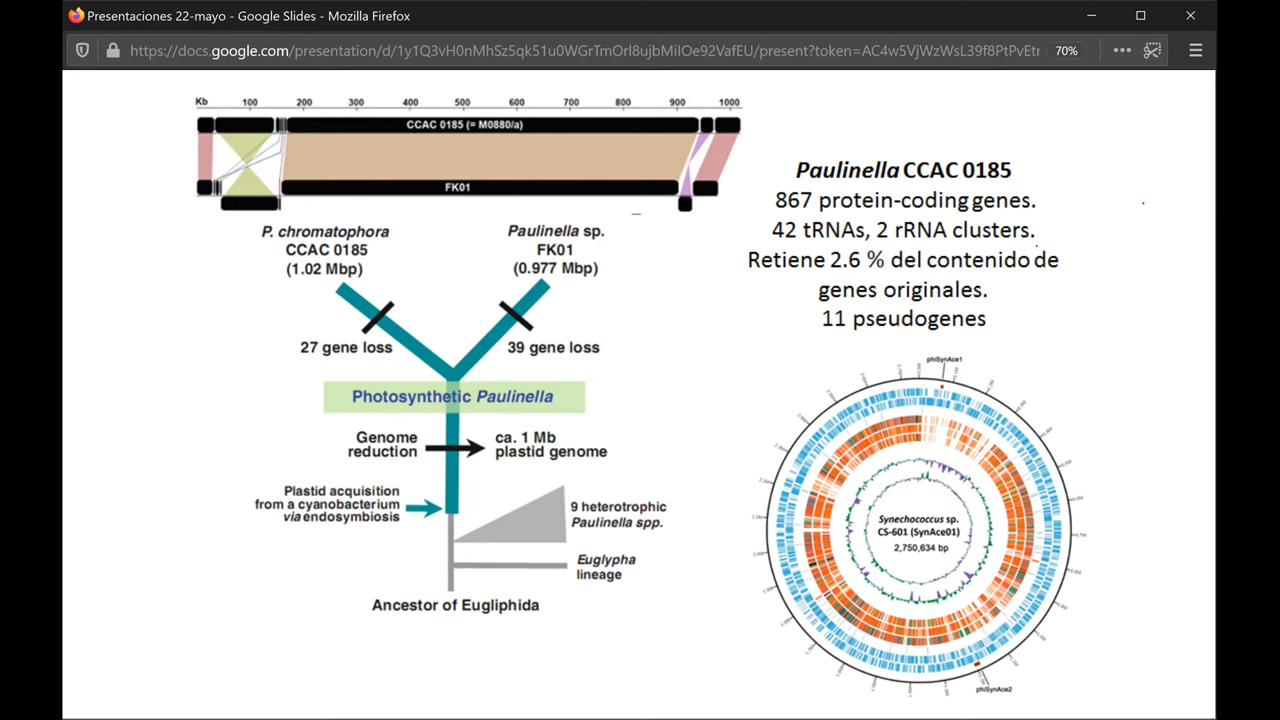 Presentaciones 22-mayo - Google Slides - Mozilla Firefox
https://docs.google.com/presentation/d/1y1Q3vH0nMhSz5qk51u0WGrTmOrl8ujbMiIOe92VafEU/present?token=AC4w5VjWzWsL39f8PtPvEtr
70%
Kb 100 200 300 400 500 600 700 800 900 1000
CCAC 0185 (= M0880/a)
FK01
P. chromatophora
CCAC 0185
(1.02 Mbp)
Paulinella sp.
FK01
(0.977 Mbp)
27 gene loss
39 gene loss
Photosynthetic Paulinella
Genome
reduction
ca. 1 Mb
plastid genome
Plastid acquisition
from a cyanobacterium
via endosymbiosis
9 heterotrophic
Paulinella spp.
Euglypha
lineage
Ancestor of Eugliphida
Paulinella CCAC 0185
867 protein-coding genes.
42 tRNAs, 2 rRNA clusters.
Retiene 2.6 % del contenido de
genes originales.
11 pseudogenes
phiSynAce1
Synechococcus sp.
CS-601 (SynAce01)
2,750,634 bp
phiSynAce2